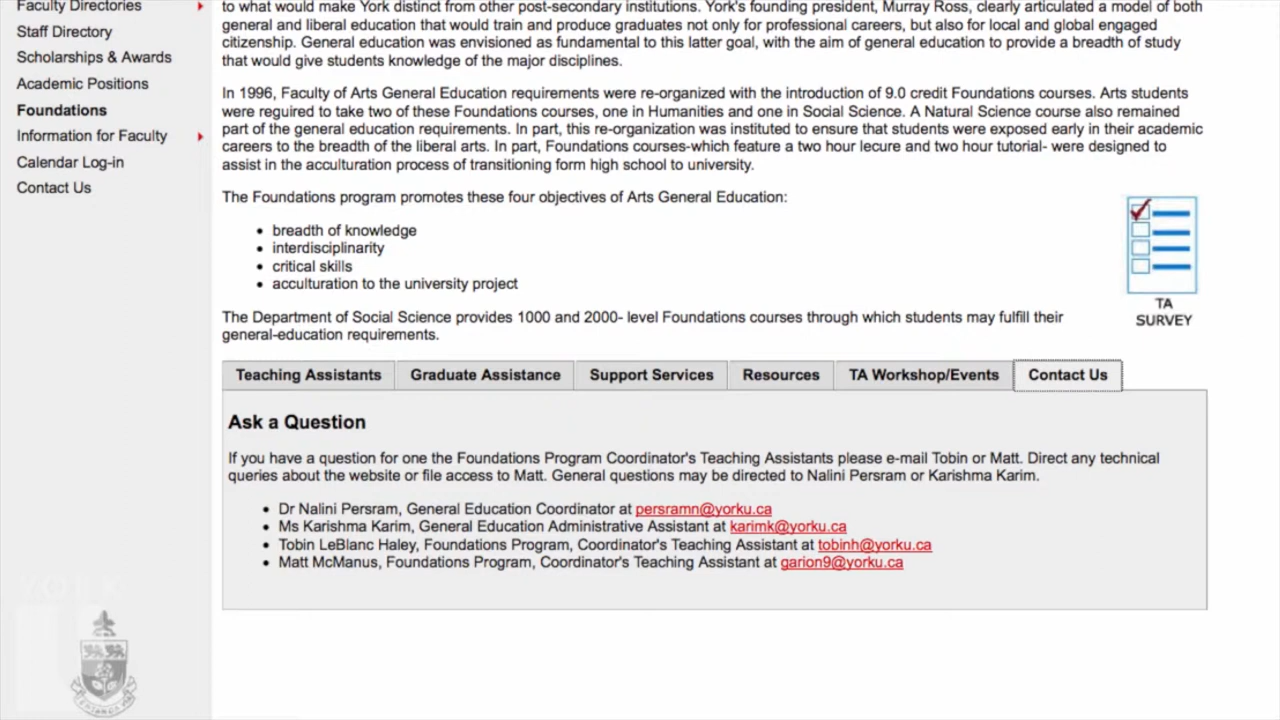 Faculty Directories
Staff Directory
Scholarships & Awards
Academic Positions
Foundations
Information for Faculty
Calendar Log-in
Contact Us
to what would make York distinct from other post-secondary institutions. York's founding president, Murray Ross, clearly articulated a model of both
general and liberal education that would train and produce graduates not only for professional careers, but also for local and global engaged
citizenship. General education was envisioned as fundamental to this latter goal, with the aim of general education to provide a breadth of study
that would give students knowledge of the major disciplines.
In 1996, Faculty of Arts General Education requirements were re-organized with the introduction of 9.0 credit Foundations courses. Arts students
were reguired to take two of these Foundations courses, one in Humanities and one in Social Science. A Natural Science course also remained
part of the general education requirements. In part, this re-organization was instituted to ensure that students were exposed early in their academic
careers to the breadth of the liberal arts. In part, Foundations courses-which feature a two hour lecure and two hour tutorial- were designed to
assist in the acculturation process of transitioning form high school to university.
The Foundations program promotes these four objectives of Arts General Education:
• breadth of knowledge
• interdisciplinarity
• critical skills
• acculturation to the university project
TA
SURVEY
The Department of Social Science provides 1000 and 2000- level Foundations courses through which students may fulfill their
general-education requirements.
Teaching Assistants Graduate Assistance Support Services Resources TA Workshop/Events Contact Us
Ask a Question
If you have a question for one the Foundations Program Coordinator's Teaching Assistants please e-mail Tobin or Matt. Direct any technical
queries about the website or file access to Matt. General questions may be directed to Nalini Persram or Karishma Karim.
• Dr Nalini Persram, General Education Coordinator at persramn@yorku.ca
• Ms Karishma Karim, General Education Administrative Assistant at karimk@yorku.ca
• Tobin LeBlanc Haley, Foundations Program, Coordinator's Teaching Assistant at tobinh@yorku.ca
• Matt McManus, Foundations Program, Coordinator's Teaching Assistant at garion9@yorku.ca